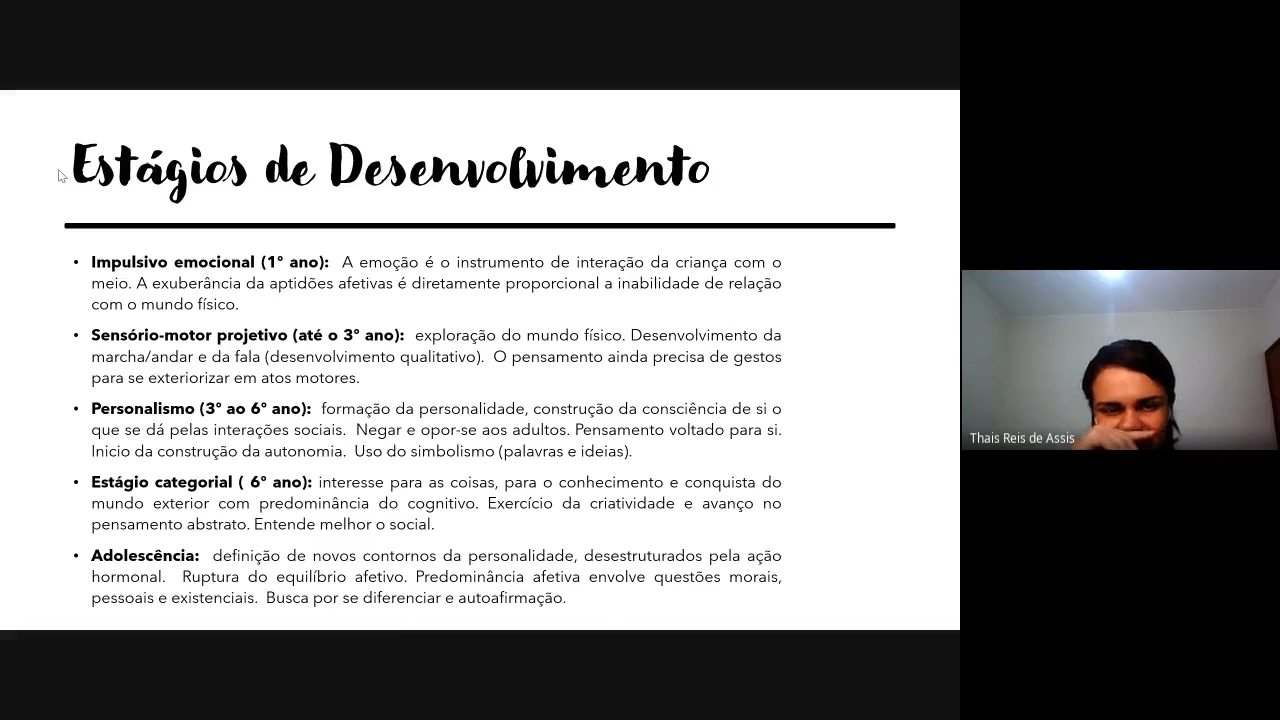 Estágios de Desenvolvimento
• Impulsivo emocional (1º ano): A emoção é o instrumento de interação da criança com o
meio. A exuberância da aptidões afetivas é diretamente proporcional a inabilidade de relação
com o mundo físico.
• Sensório-motor projetivo (até o 3º ano): exploração do mundo físico. Desenvolvimento da
marcha/andar e da fala (desenvolvimento qualitativo). O pensamento ainda precisa de gestos
para se exteriorizar em atos motores.
• Personalismo (3º ao 6º ano): formação da personalidade, construção da consciência de si o
que se dá pelas interações sociais. Negar e opor-se aos adultos. Pensamento voltado para si.
Inicio da construção da autonomia. Uso do simbolismo (palavras e ideias).
• Estágio categorial ( 6º ano): interesse para as coisas, para o conhecimento e conquista do
mundo exterior com predominância do cognitivo. Exercício da criatividade e avanço no
pensamento abstrato. Entende melhor o social.
• Adolescência: definição de novos contornos da personalidade, desestruturados pela ação
hormonal. Ruptura do equilíbrio afetivo. Predominância afetiva envolve questões morais,
pessoais e existenciais. Busca por se diferenciar e autoafirmação.
Thais Reis de Assis